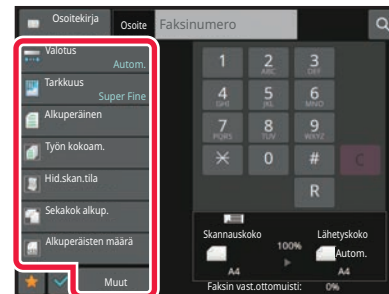 Osoitekirja
Osoite
Faksinumero
Valotus
Autom.
Tarkkuus
Super Fine
Alkuperäinen
Työn kokoam.
Hid.skan.tila
Sekakok alkup.
Alkuperäisten määrä
Muut
1 2 3
ABC DEF
4 5 6
GHI JKL MNO
7 8 9
PQRS TUV WXYZ
0 # C
R
Skannauskoko
Lähetyskoko
100%
Autom.
A4 A4
Faksin vast.ottomuisti: 0%